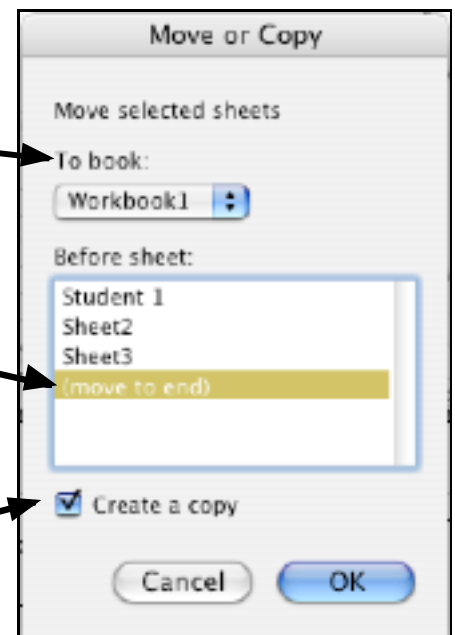 Move or Copy
Move selected sheets
To book:
Workbook1
Before sheet:
Student 1
Sheet2
Sheet3
(move to end)
Create a copy
Cancel OK